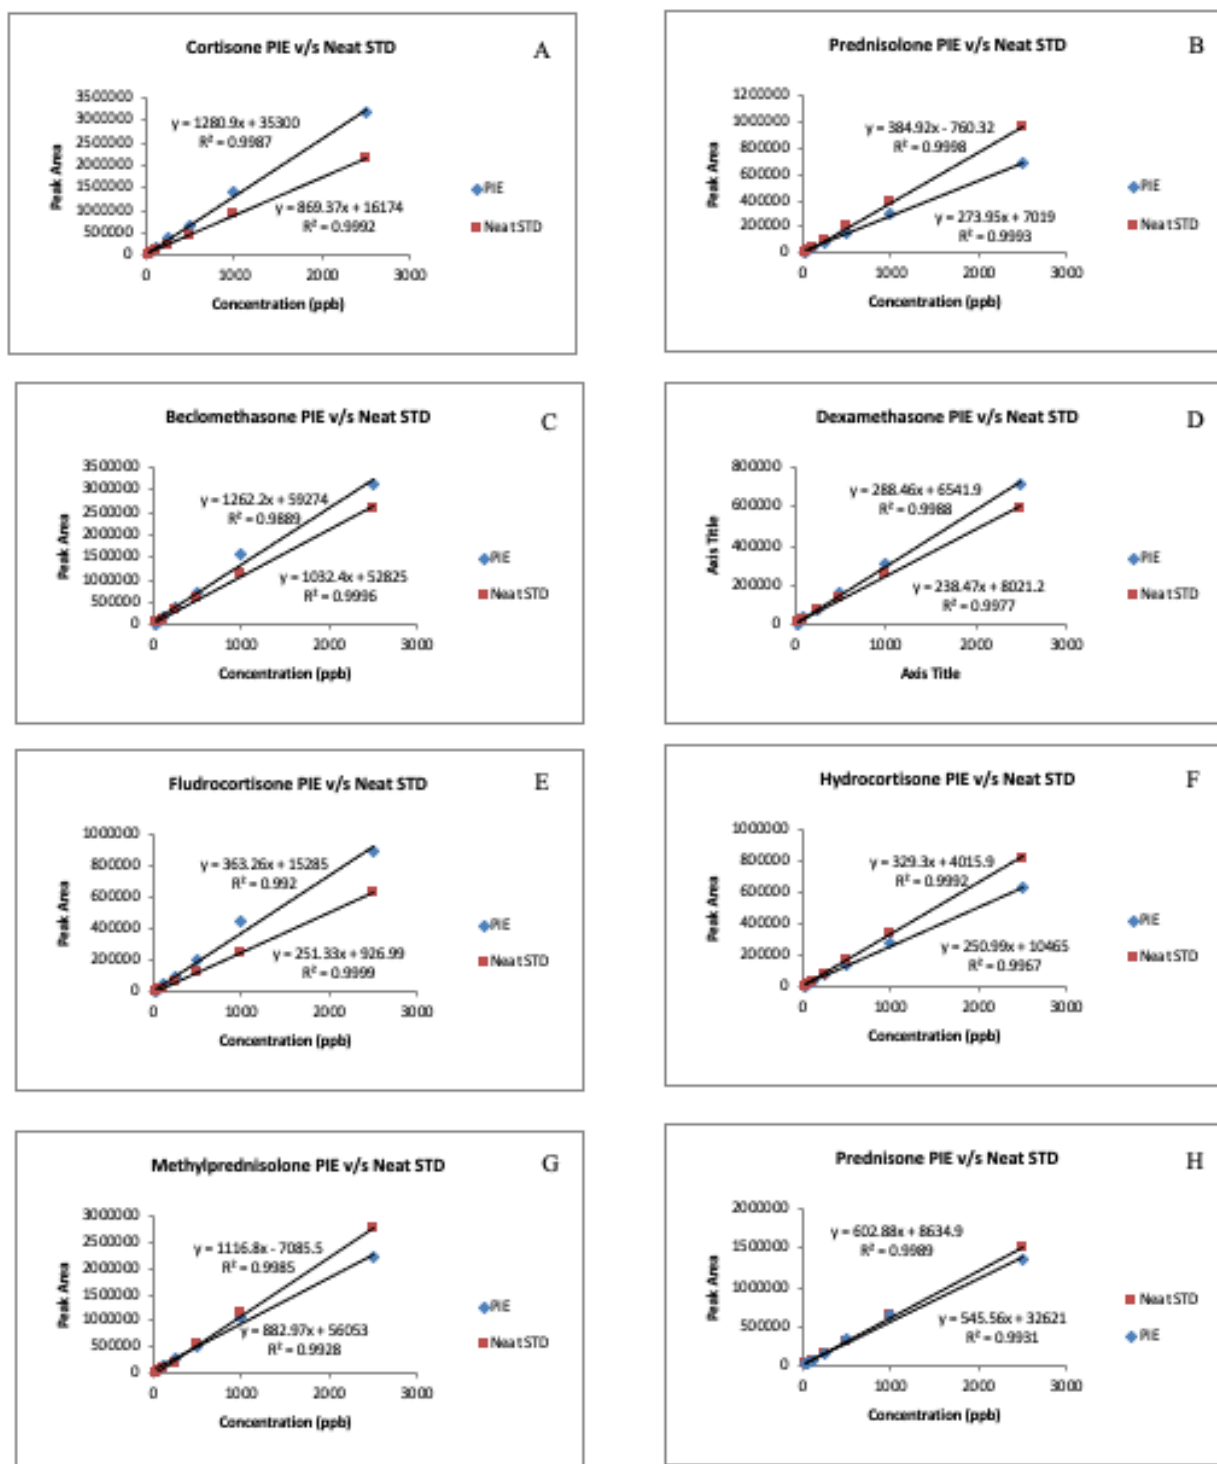 Cortisone PIE v/s Neat STD
A
Peak Area
3500000
3000000
2500000
2000000
1500000
1000000
500000
0
y = 1280.9x + 35300
R² = 0.9987
y = 869.37x + 16174
R² = 0.9992
PIE
Neat STD
0 1000 2000 3000
Concentration (ppb)
Prednisolone PIE v/s Neat STD
B
Peak Area
1200000
1000000
800000
600000
400000
200000
0
y = 384.92x - 760.32
R² = 0.9998
y = 273.95x + 7019
R² = 0.9993
PIE
Neat STD
0 1000 2000 3000
Concentration (ppb)
Beclomethasone PIE v/s Neat STD
C
Peak Area
3500000
3000000
2500000
2000000
1500000
1000000
500000
0
y = 1262.2x + 59274
R² = 0.9889
y = 1032.4x + 52825
R² = 0.9996
PIE
Neat STD
0 1000 2000 3000
Concentration (ppb)
Dexamethasone PIE v/s Neat STD
D
Axis Title
800000
600000
400000
200000
0
y = 288.46x + 6541.9
R² = 0.9988
y = 238.47x + 8021.2
R² = 0.9977
PIE
Neat STD
0 1000 2000 3000
Axis Title
Fludrocortisone PIE v/s Neat STD
E
Peak Area
1000000
800000
600000
400000
200000
0
y = 363.26x + 15285
R² = 0.992
y = 251.33x + 926.99
R² = 0.9999
PIE
Neat STD
0 1000 2000 3000
Concentration (ppb)
Hydrocortisone PIE v/s Neat STD
F
Peak Area
1000000
800000
600000
400000
200000
0
y = 329.3x + 4015.9
R² = 0.9992
y = 250.99x + 10465
R² = 0.9967
PIE
Neat STD
0 1000 2000 3000
Concentration (ppb)
Methylprednisolone PIE v/s Neat STD
G
Peak Area
3000000
2500000
2000000
1500000
1000000
500000
0
y = 1116.8x - 7085.5
R² = 0.9985
y = 882.97x + 56053
R² = 0.9928
PIE
Neat STD
0 1000 2000 3000
Concentration (ppb)
Prednisone PIE v/s Neat STD
H
Peak Area
2000000
1500000
1000000
500000
0
y = 602.88x + 8634.9
R² = 0.9989
y = 545.56x + 32621
R² = 0.9931
Neat STD
PIE
0 1000 2000 3000
Concentration (ppb)